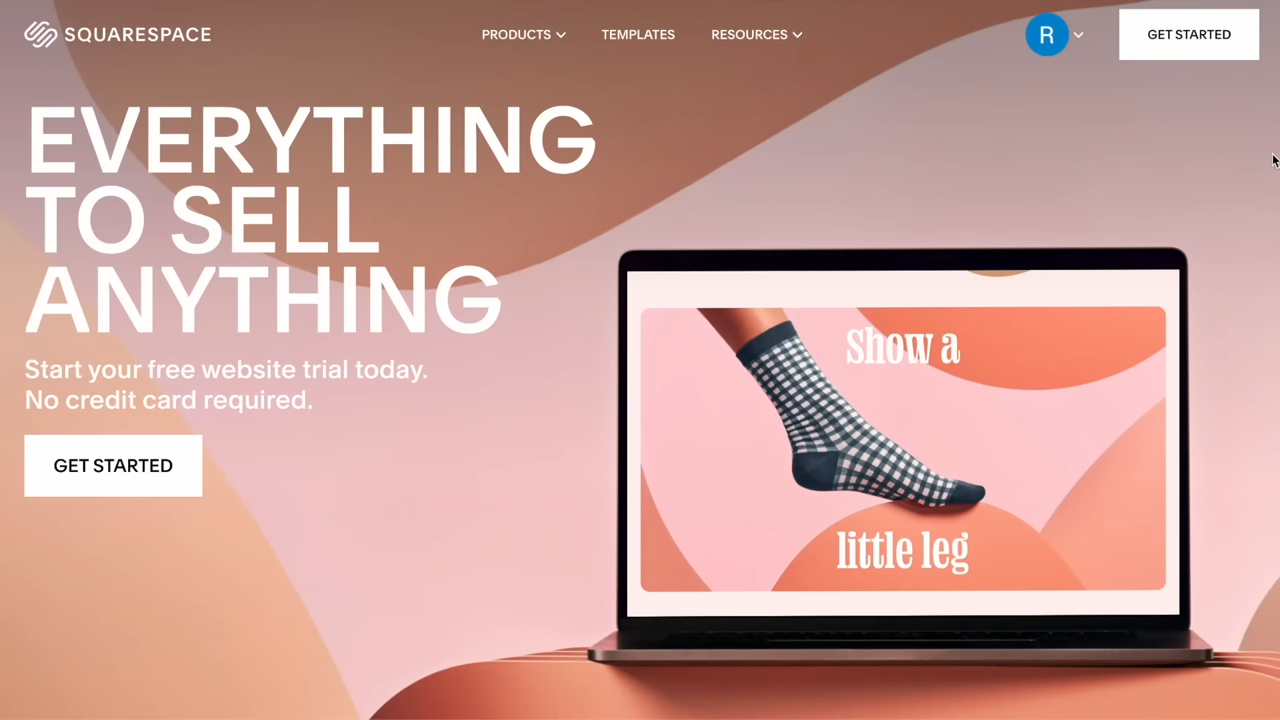 SQUARESPACE
PRODUCTS
TEMPLATES
RESOURCES
R
GET STARTED
EVERYTHING
TO SELL
ANYTHING
Start your free website trial today.
No credit card required.
GET STARTED
Show a
little leg